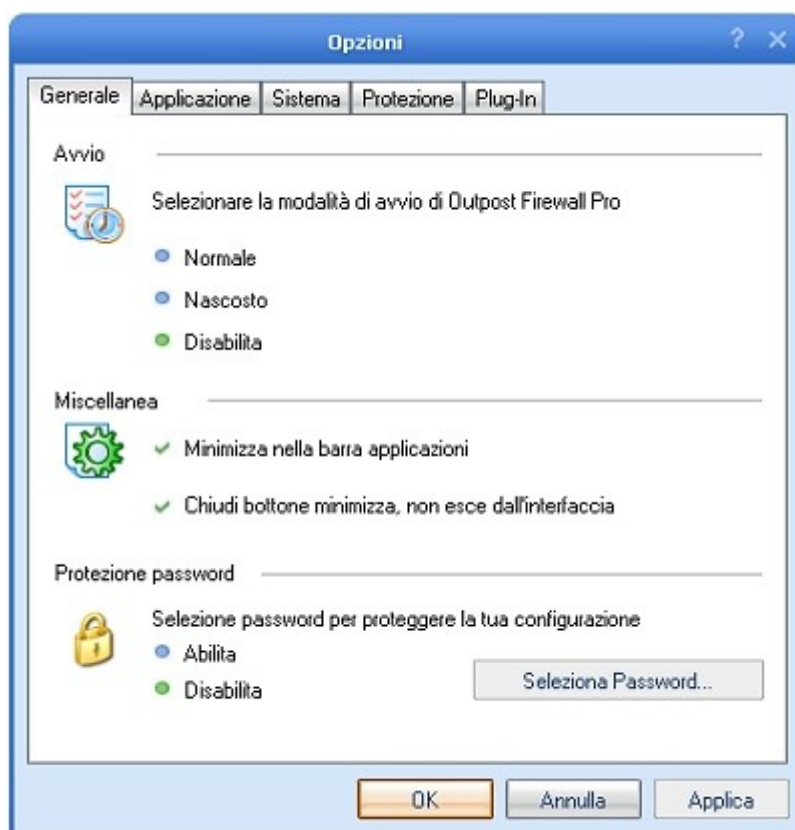 Opzioni
Generale Applicazione Sistema Protezione Plug-In
Avvio
Selezionare la modalità di avvio di Outpost Firewall Pro
Normale
Nascosto
Disabilita
Miscellanea
Minimizza nella barra applicazioni
Chiudi bottone minimizza, non esce dall'interfaccia
Protezione password
Selezione password per proteggere la tua configurazione
Abilita
Disabilita
Seleziona Password...
OK Annulla Applica